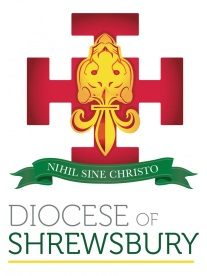 NIHIL SINE CHRISTO
DIOCESE OF
SHREWSBURY